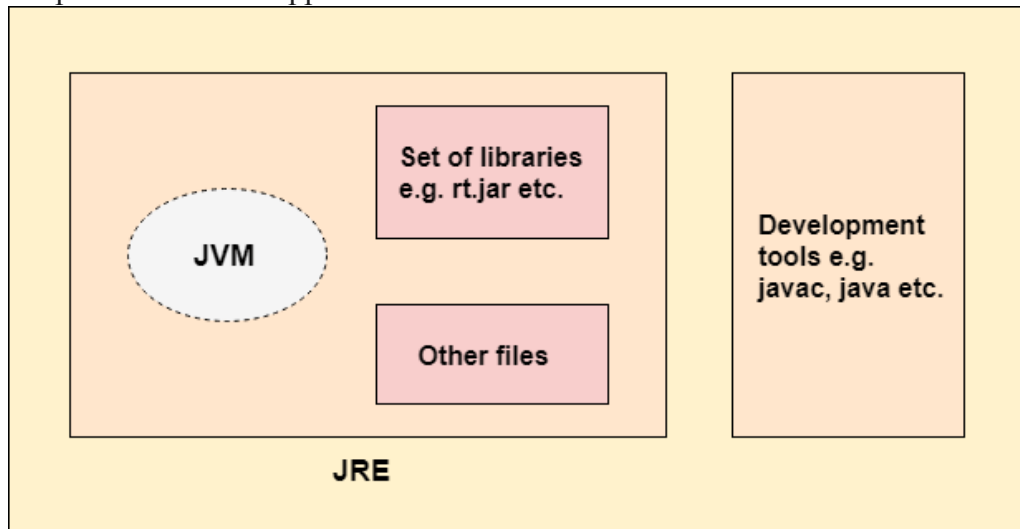 Set of libraries
e.g. rt.jar etc.
JVM
Other files
Development
tools e.g.
javac, java etc.
JRE